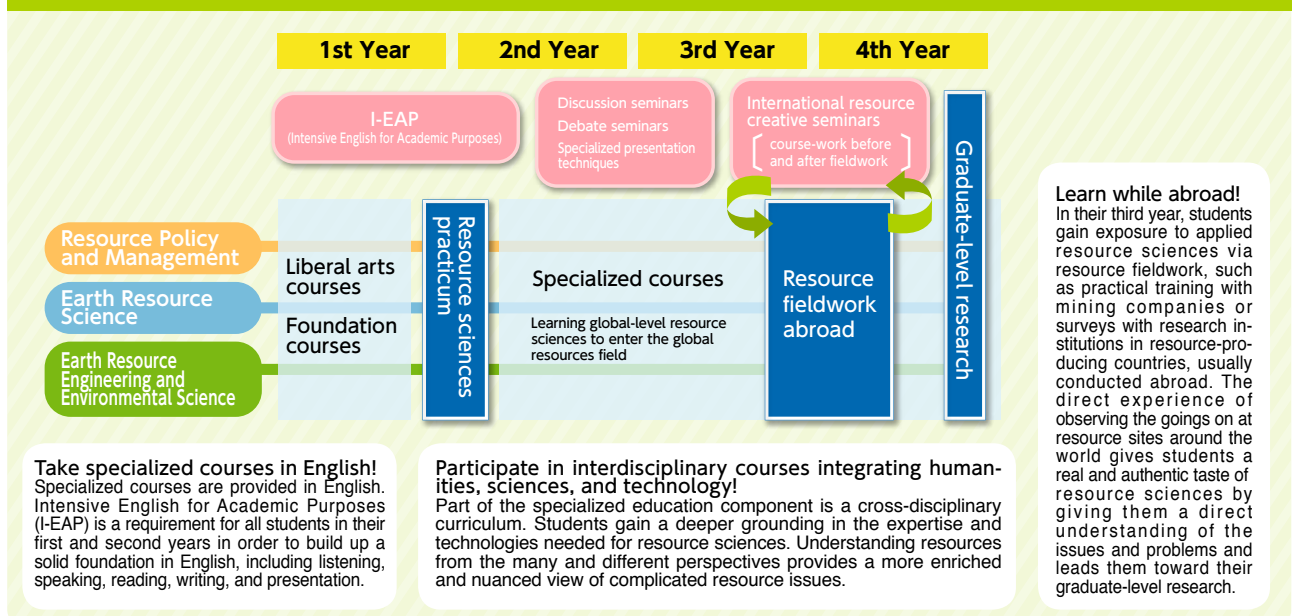 1st Year
2nd Year
3rd Year
4th Year
I-EAP
(Intensive English for Academic Purposes)
Discussion seminars
Debate seminars
Specialized presentation
techniques
International resource
creative seminars
course-work before
and after fieldwork
Graduate-level research
Resource Policy
and Management
Earth Resource
Science
Earth Resource
Engineering and
Environmental Science
Liberal arts
courses
Foundation
courses
Resource sciences
practicum
Specialized courses
Learning global-level resource
sciences to enter the global
resources field
Resource
fieldwork
abroad
Learn while abroad!
In their third year, students
gain exposure to applied
resource sciences via
resource fieldwork, such
as practical training with
mining companies or
surveys with research in-
stitutions in resource-pro-
ducing countries, usually
conducted abroad. The
direct experience of
observing the goings on at
resource sites around the
world gives students a
real and authentic taste of
resource sciences by
giving them a direct
understanding of the
issues and problems and
leads them toward their
graduate-level research.
Take specialized courses in English!
Specialized courses are provided in English.
Intensive English for Academic Purposes
(I-EAP) is a requirement for all students in their
first and second years in order to build up a
solid foundation in English, including listening,
speaking, reading, writing, and presentation.
Participate in interdisciplinary courses integrating human-
ities, sciences, and technology!
Part of the specialized education component is a cross-disciplinary
curriculum. Students gain a deeper grounding in the expertise and
technologies needed for resource sciences. Understanding resources
from the many and different perspectives provides a more enriched
and nuanced view of complicated resource issues.